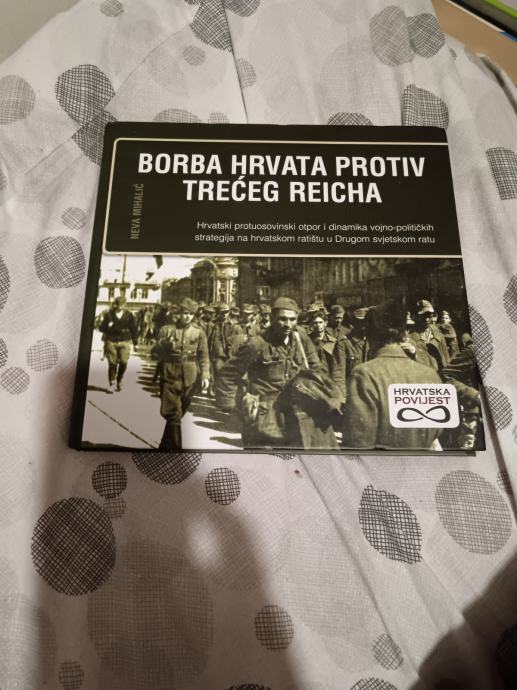 BORBA HRVATA PROTIV
TREĆEG REICHA
NEVA MIHALIĆ
Hrvatski protuosovinski otpor i dinamika vojno-političkih
strategija na hrvatskom ratištu u Drugom svjetskom ratu
HRVATSKA
POVIJEST